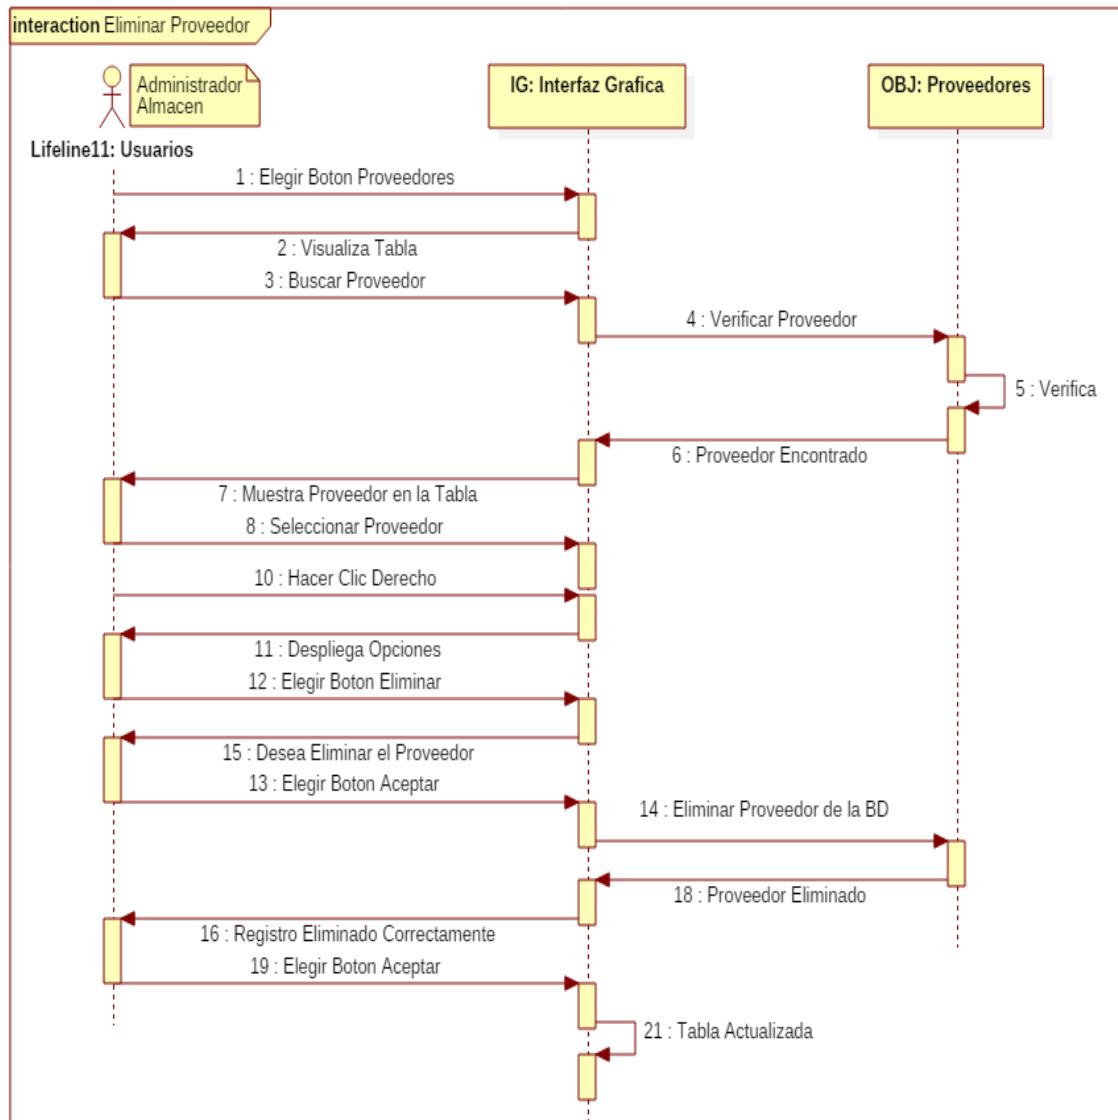 interaction Eliminar Proveedor
Administrador
Almacen
IG: Interfaz Grafica
OBJ: Proveedores
Lifeline11: Usuarios
1 : Elegir Boton Proveedores
2 : Visualiza Tabla
3 : Buscar Proveedor
4 : Verificar Proveedor
5 : Verifica
6 : Proveedor Encontrado
7 : Muestra Proveedor en la Tabla
8 : Seleccionar Proveedor
10 : Hacer Clic Derecho
11 : Despliega Opciones
12 : Elegir Boton Eliminar
15 : Desea Eliminar el Proveedor
13 : Elegir Boton Aceptar
14 : Eliminar Proveedor de la BD
18 : Proveedor Eliminado
16 : Registro Eliminado Correctamente
19 : Elegir Boton Aceptar
21 : Tabla Actualizada